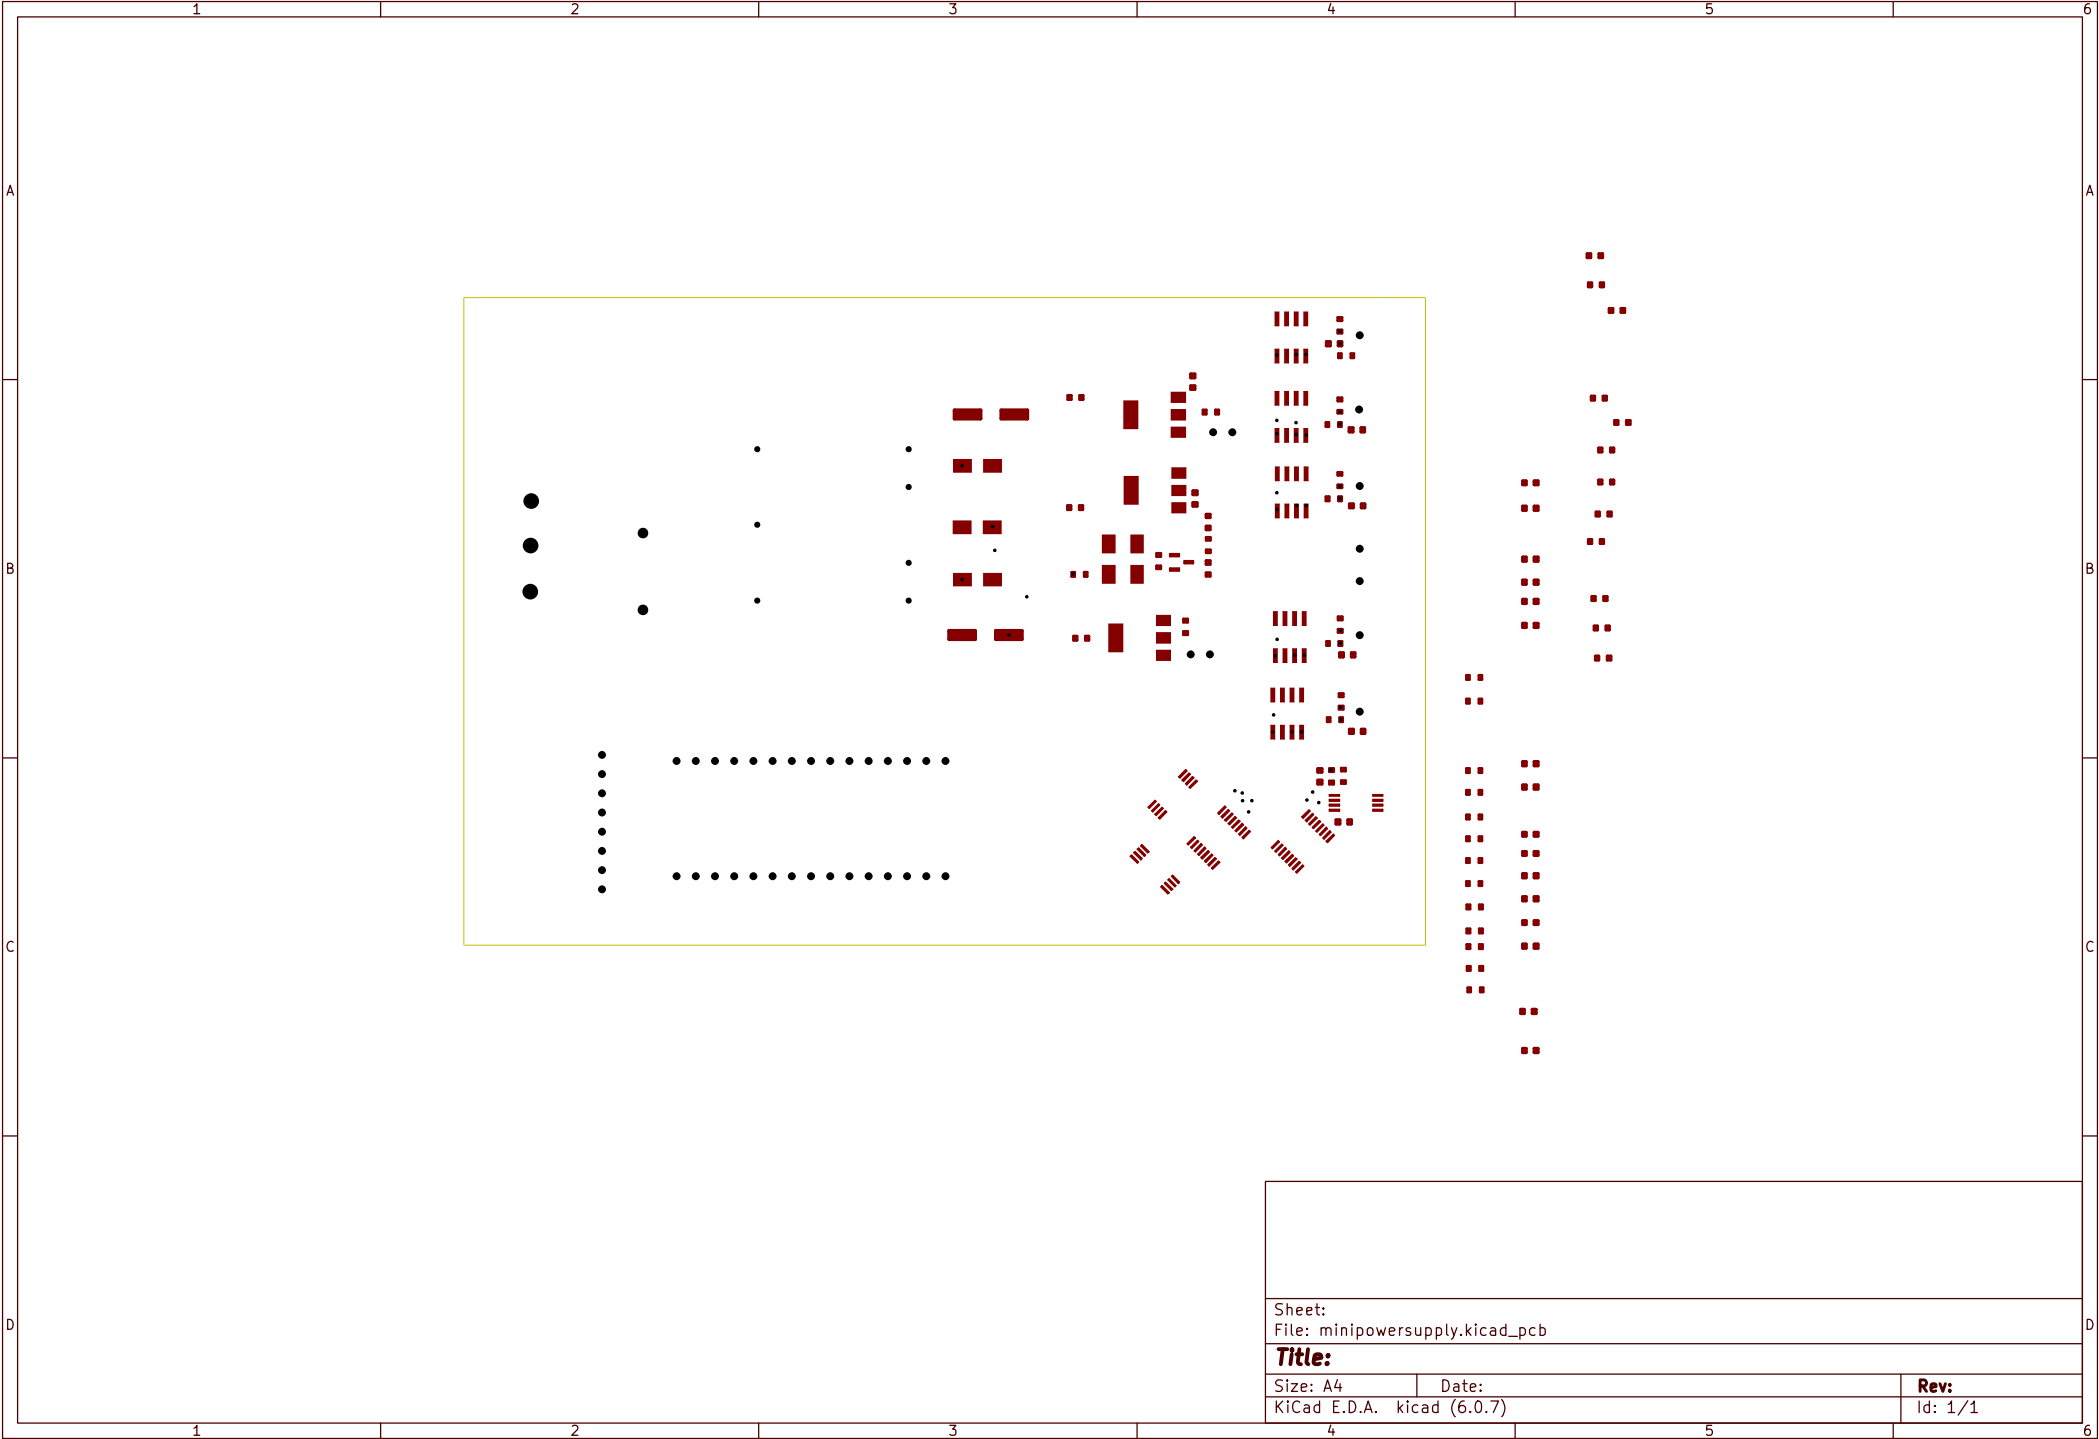 1 2 3 4 5 6
A A
B B
C C
D D
Sheet:
File: minipowersupply.kicad_pcb
Title:
Size: A4 Date: Rev:
KiCad E.D.A. kicad (6.0.7) Id: 1/1
1 2 3 4 5 6